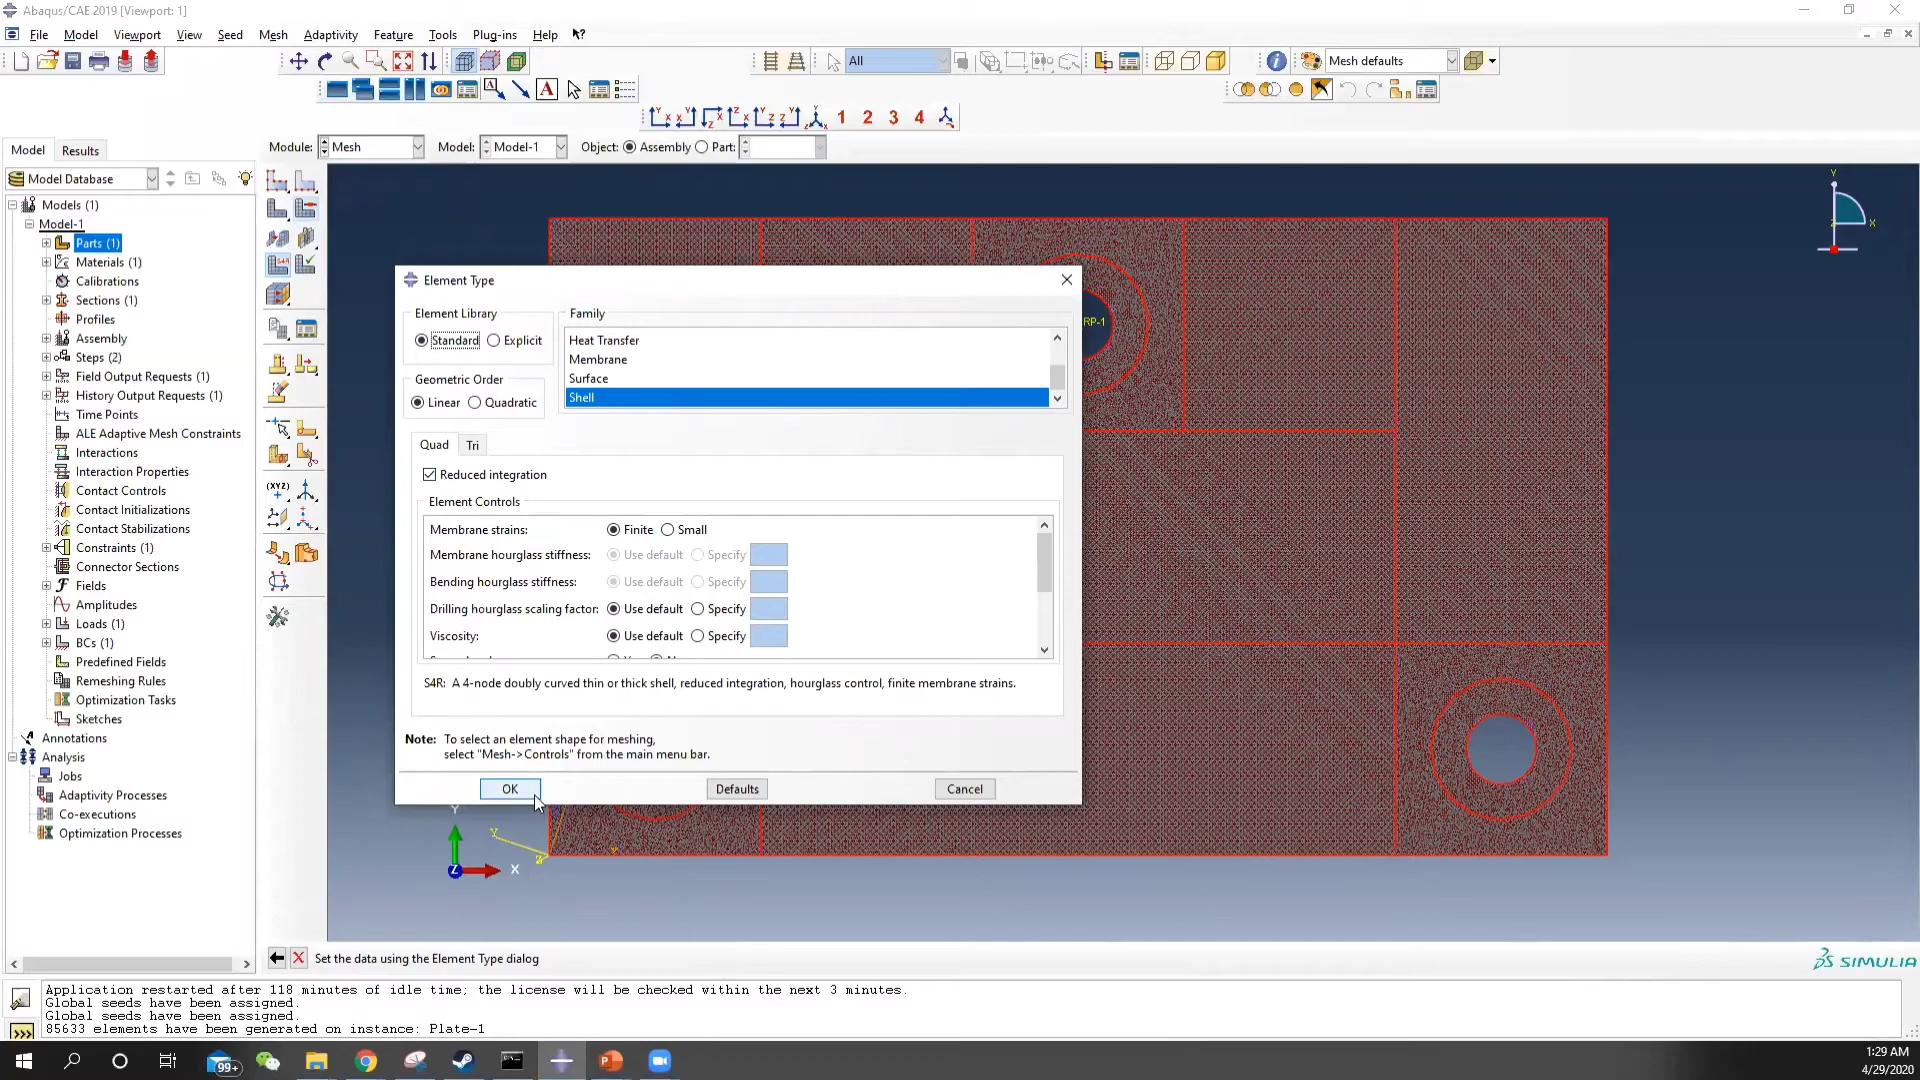 Abaqus/CAE 2019 [Viewport: 1]
File Model Viewport View Seed Mesh Adaptivity Feature Tools Plug-ins Help
All
Mesh defaults
1 2 3 4
Model Results
Module: Mesh Model: Model-1 Object: Assembly Part:
Model Database
Models (1)
Model-1
Parts (1)
Materials (1)
Calibrations
Sections (1)
Profiles
Assembly
Steps (2)
Field Output Requests (1)
History Output Requests (1)
Time Points
ALE Adaptive Mesh Constraints
Interactions
Interaction Properties
Contact Controls
Contact Initializations
Contact Stabilizations
Constraints (1)
Connector Sections
Fields
Amplitudes
Loads (1)
BCs (1)
Predefined Fields
Remeshing Rules
Optimization Tasks
Sketches
Annotations
Analysis
Jobs
Adaptivity Processes
Co-executions
Optimization Processes
(XYZ)
Element Type
Element Library
Standard Explicit
Geometric Order
Linear Quadratic
Family
Heat Transfer
Membrane
Surface
Shell
Quad Tri
Reduced integration
Element Controls
Membrane strains: Finite Small
Membrane hourglass stiffness: Use default Specify
Bending hourglass stiffness: Use default Specify
Drilling hourglass scaling factor: Use default Specify
Viscosity: Use default Specify
S4R: A 4-node doubly curved thin or thick shell, reduced integration, hourglass control, finite membrane strains.
Note: To select an element shape for meshing,
select "Mesh->Controls" from the main menu bar.
OK Defaults Cancel
RP-1
Y
X
Y
Z
X
Y
Z
Set the data using the Element Type dialog
SIMULIA
Application restarted after 118 minutes of idle time; the license will be checked within the next 3 minutes.
Global seeds have been assigned.
Global seeds have been assigned.
85633 elements have been generated on instance: Plate-1
>>>
99+
1:29 AM
4/29/2020